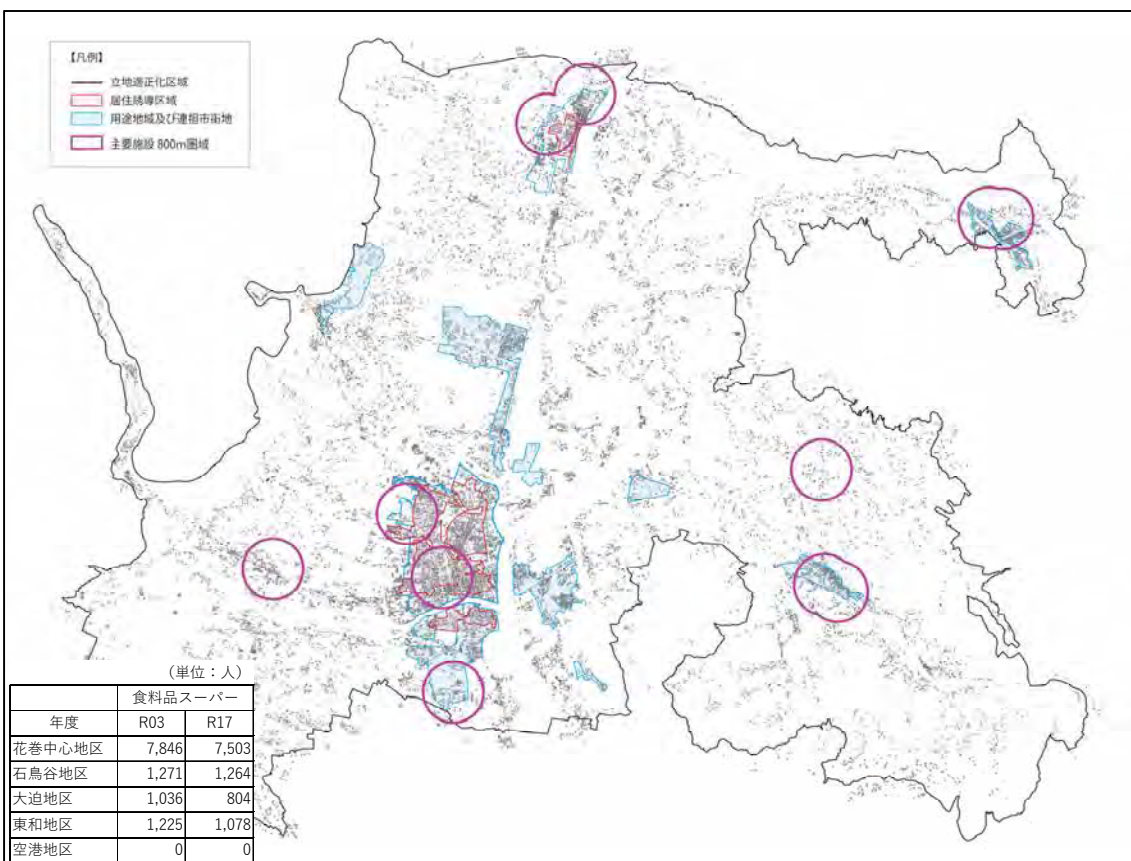 【凡例】
立地適正化区域
居住誘導区域
用途地域及び連担市街地
主要施設 800m圏域
（単位：人）
食料品スーパー
年度 R03 R17
花巻中心地区 7,846 7,503
石鳥谷地区 1,271 1,264
大迫地区 1,036 804
東和地区 1,225 1,078
空港地区 0 0